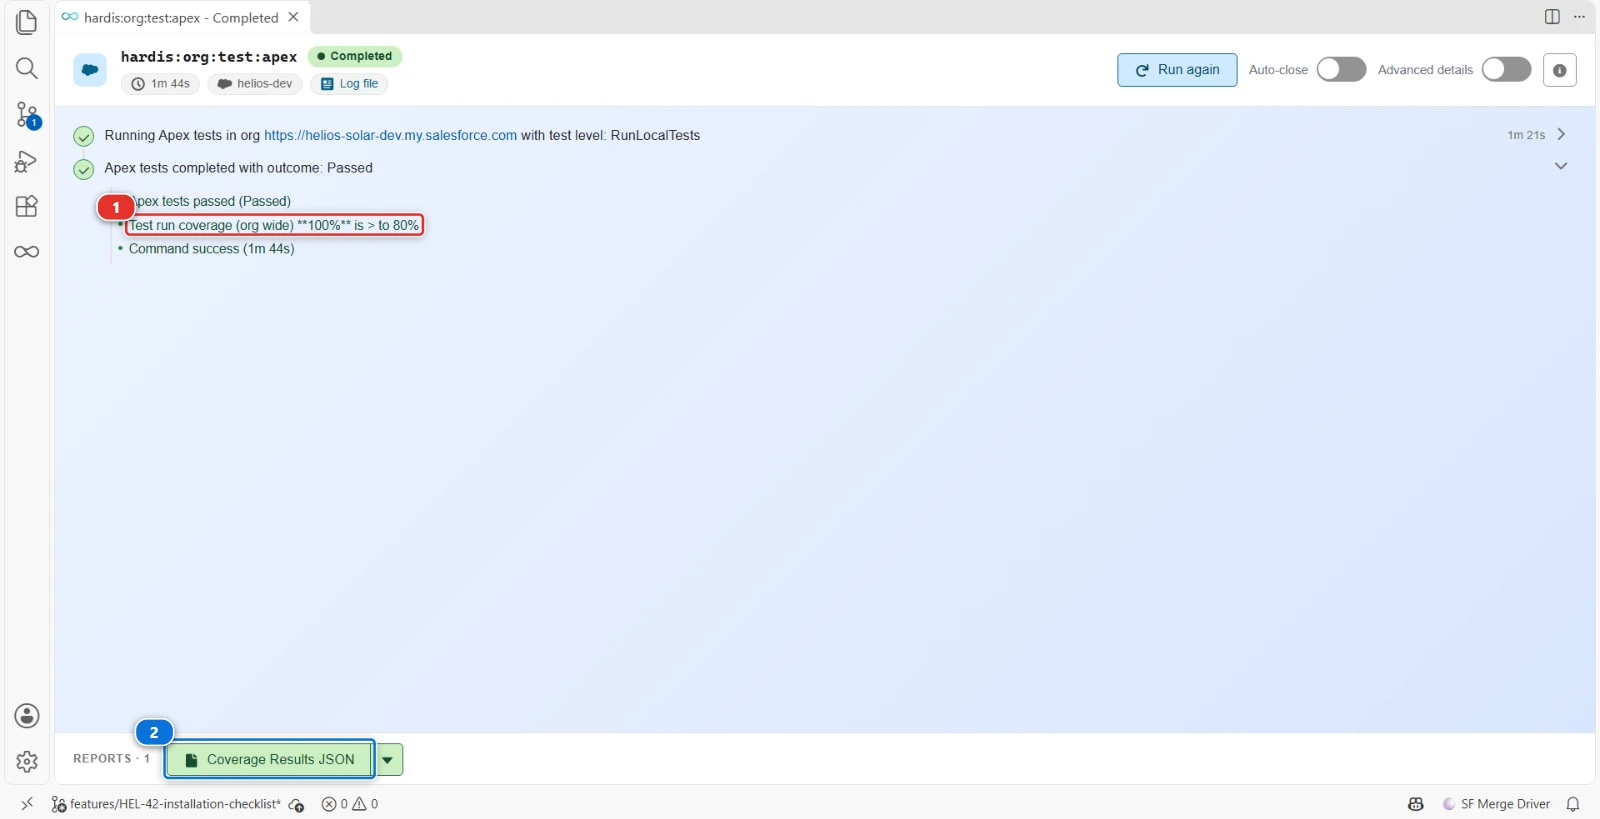 hardis:org:test:apex - Completed
hardis:org:test:apex
Completed
1m 44s
helios-dev
Log file
Run again
Auto-close
Advanced details
1
Running Apex tests in org https://helios-solar-dev.my.salesforce.com with test level: RunLocalTests
1m 21s
Apex tests completed with outcome: Passed
1
pex tests passed (Passed)
Test run coverage (org wide) **100%** is > to 80%
Command success (1m 44s)
2
REPORTS · 1
Coverage Results JSON
features/HEL-42-installation-checklist*
0
0
SF Merge Driver